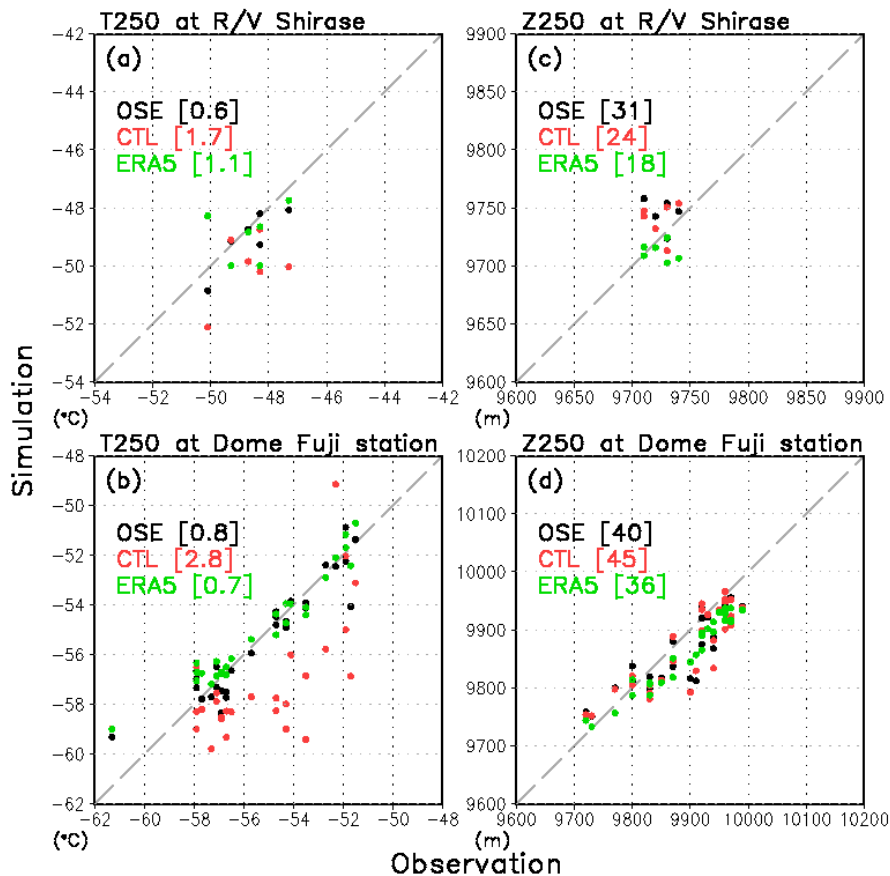 T250 at R/V Shirase
(a)
OSE [0.6]
CTL [1.7]
ERA5 [1.1]
-42
-44
-46
-48
-50
-52
-54
-54 -52 -50 -48 -46 -44 -42
(°C)
Z250 at R/V Shirase
(c)
OSE [31]
CTL [24]
ERA5 [18]
9900
9850
9800
9750
9700
9650
9600
9600 9650 9700 9750 9800 9850 9900
(m)
Simulation
T250 at Dome Fuji station
(b)
OSE [0.8]
CTL [2.8]
ERA5 [0.7]
-48
-50
-52
-54
-56
-58
-60
-62
-62 -60 -58 -56 -54 -52 -50 -48
(°C)
Z250 at Dome Fuji station
(d)
OSE [40]
CTL [45]
ERA5 [36]
10200
10100
10000
9900
9800
9700
9600
9600 9700 9800 9900 10000 10100 10200
(m)
Observation